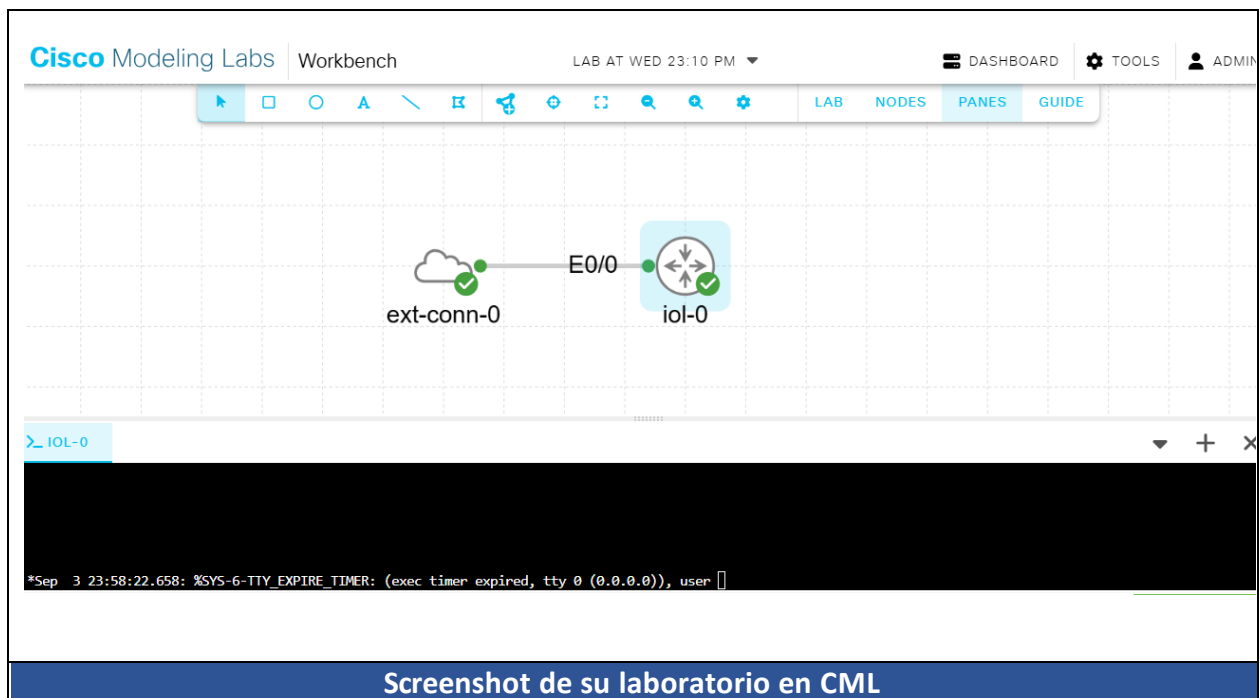 Cisco Modeling Labs Workbench LAB AT WED 23:10 PM DASHBOARD TOOLS ADMIN
A LAB NODES PANES GUIDE
E0/0
ext-conn-0 iol-0
>_ IOL-0
*Sep  3 23:58:22.658: %SYS-6-TTY_EXPIRE_TIMER: (exec timer expired, tty 0 (0.0.0.0)), user
Screenshot de su laboratorio en CML